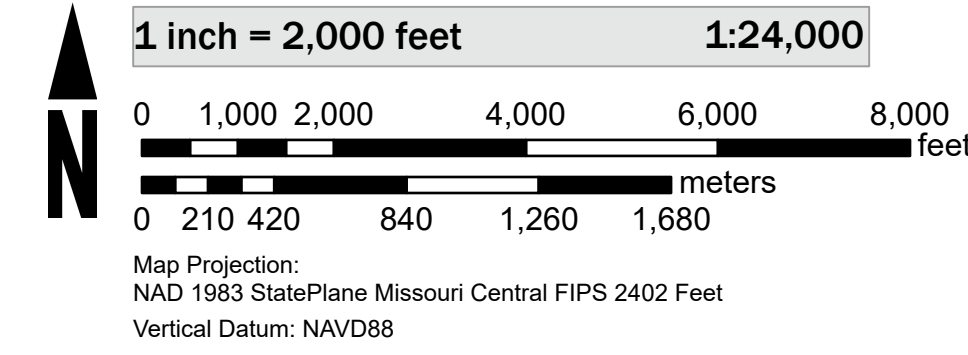 1 inch = 2,000 feet 1:24,000
0 1,000 2,000 4,000 6,000 8,000
feet
meters
0 210 420 840 1,260 1,680
N
Map Projection:
NAD 1983 StatePlane Missouri Central FIPS 2402 Feet
Vertical Datum: NAVD88